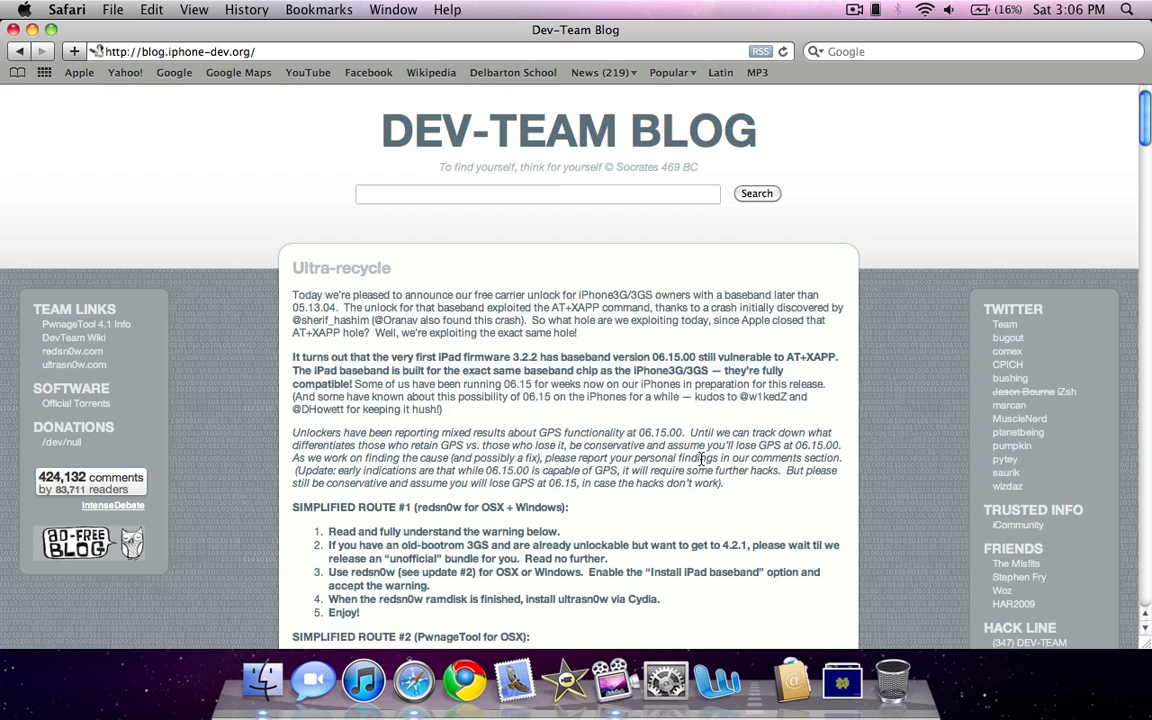 Safari File Edit View History Bookmarks Window Help (16%) Sat 3:06 PM
Dev-Team Blog
http://blog.iphone-dev.org/ RSS Google
Apple Yahoo! Google Google Maps YouTube Facebook Wikipedia Delbarton School News (219) Popular Latin MP3
DEV-TEAM BLOG
To find yourself, think for yourself © Socrates 469 BC
Search
TEAM LINKS
PwnageTool 4.1 Info
DevTeam Wiki
redsn0w.com
ultrasn0w.com
SOFTWARE
Official Torrents
DONATIONS
/dev/null
424,132 comments
by 83,711 readers
IntenseDebate
AD-FREE
BLOG
Ultra-recycle
Today we're pleased to announce our free carrier unlock for iPhone3G/3GS owners with a baseband later than
05.13.04. The unlock for that baseband exploited the AT+XAPP command, thanks to a crash initially discovered by
@sherif_hashim (@Oranav also found this crash). So what hole are we exploiting today, since Apple closed that
AT+XAPP hole? Well, we're exploiting the exact same hole!
It turns out that the very first iPad firmware 3.2.2 has baseband version 06.15.00 still vulnerable to AT+XAPP.
The iPad baseband is built for the exact same baseband chip as the iPhone3G/3GS — they're fully
compatible! Some of us have been running 06.15 for weeks now on our iPhones in preparation for this release.
(And some have known about this possibility of 06.15 on the iPhones for a while — kudos to @w1kedZ and
@DHowett for keeping it hush!)
Unlockers have been reporting mixed results about GPS functionality at 06.15.00. Until we can track down what
differentiates those who retain GPS vs. those who lose it, be conservative and assume you'll lose GPS at 06.15.00.
As we work on finding the cause (and possibly a fix), please report your personal findings in our comments section.
(Update: early indications are that while 06.15.00 is capable of GPS, it will require some further hacks. But please
still be conservative and assume you will lose GPS at 06.15, in case the hacks don't work).
SIMPLIFIED ROUTE #1 (redsn0w for OSX + Windows):
1. Read and fully understand the warning below.
2. If you have an old-bootrom 3GS and are already unlockable but want to get to 4.2.1, please wait til we
release an “unofficial” bundle for you. Read no further.
3. Use redsn0w (see update #2) for OSX or Windows. Enable the “Install iPad baseband” option and
accept the warning.
4. When the redsn0w ramdisk is finished, install ultrasn0w via Cydia.
5. Enjoy!
SIMPLIFIED ROUTE #2 (PwnageTool for OSX):
TWITTER
Team
bugout
comex
CPICH
bushing
Jason Bourne iZsh
marcan
MuscleNerd
planetbeing
pumpkin
pytey
saurik
wizdaz
TRUSTED INFO
iCommunity
FRIENDS
The Misfits
Stephen Fry
Woz
HAR2009
HACK LINE
(347) DEV-TEAM